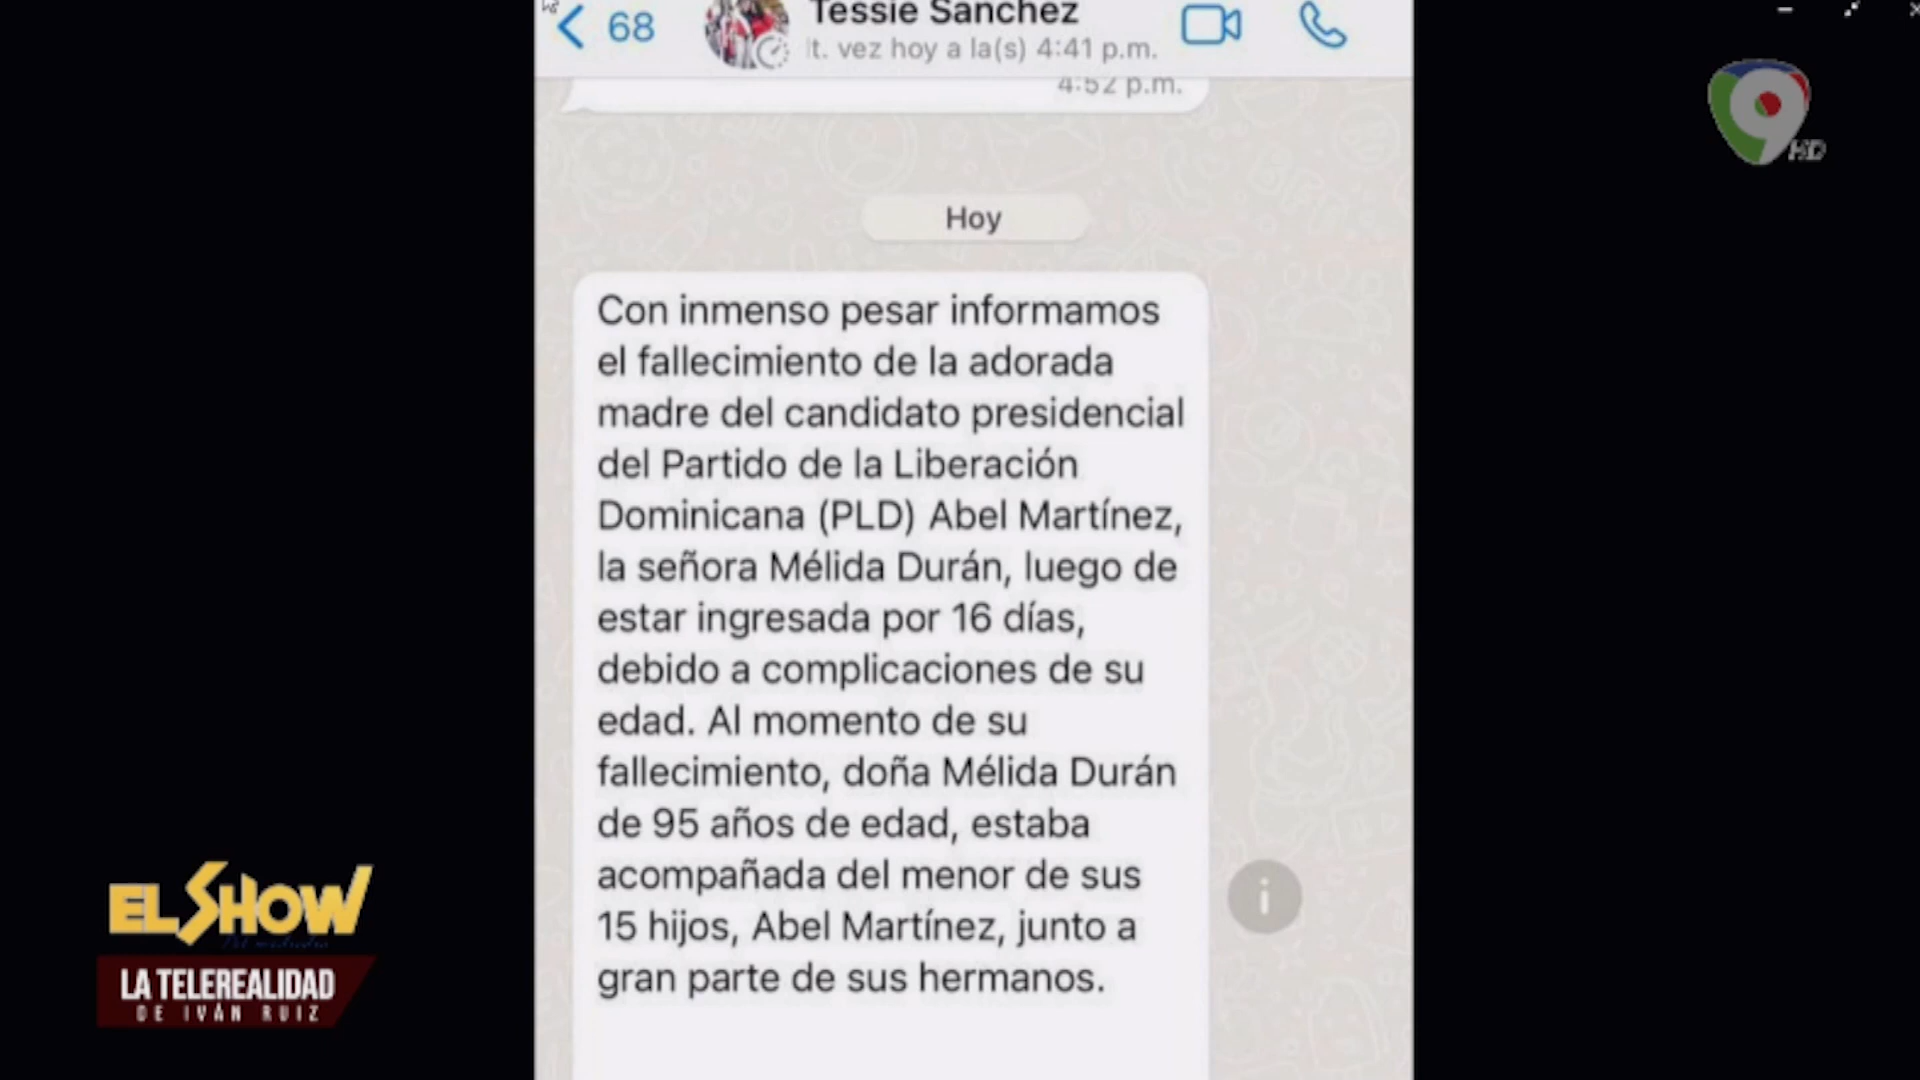 68
Tessie Sanchez
lt. vez hoy a la(s) 4:41 p.m.
4:52 p.m.
9
HD
Hoy
Con inmenso pesar informamos
el fallecimiento de la adorada
madre del candidato presidencial
del Partido de la Liberación
Dominicana (PLD) Abel Martínez,
la señora Mélida Durán, luego de
estar ingresada por 16 días,
debido a complicaciones de su
edad. Al momento de su
fallecimiento, doña Mélida Durán
de 95 años de edad, estaba
acompañada del menor de sus
15 hijos, Abel Martínez, junto a
gran parte de sus hermanos.
i
EL SHOW
LA TELEREALIDAD
DE IVÁN RUIZ